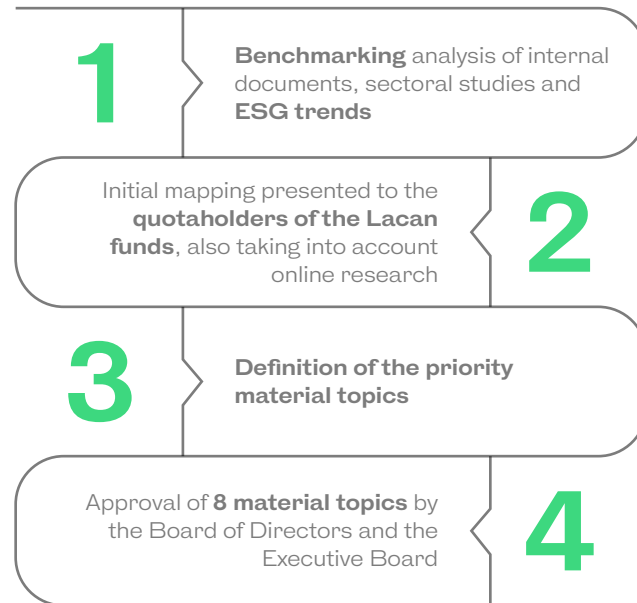 1
Benchmarking analysis of internal
documents, sectoral studies and
ESG trends
Initial mapping presented to the
quotaholders of the Lacan
funds, also taking into account
online research
2
3
Definition of the priority
material topics
Approval of 8 material topics by
the Board of Directors and the
Executive Board
4